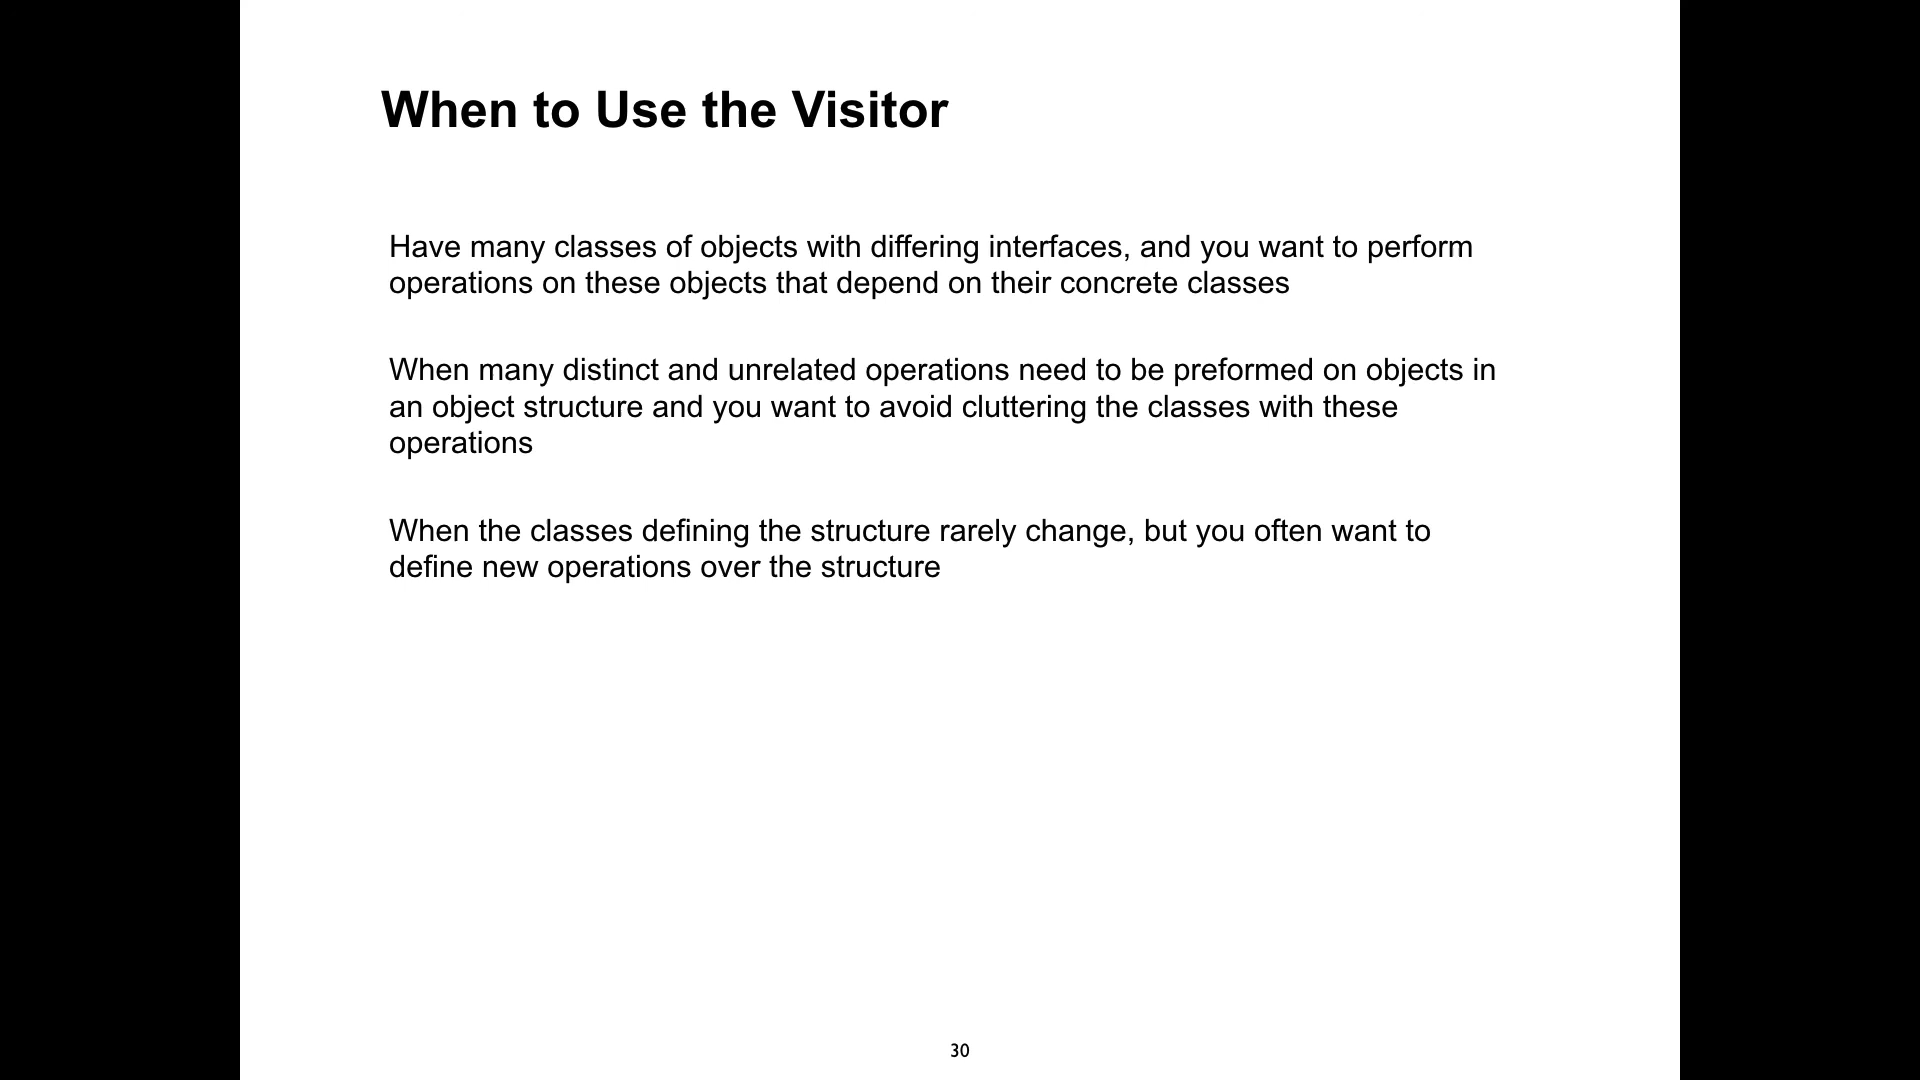 When to Use the Visitor
Have many classes of objects with differing interfaces, and you want to perform
operations on these objects that depend on their concrete classes
When many distinct and unrelated operations need to be preformed on objects in
an object structure and you want to avoid cluttering the classes with these
operations
When the classes defining the structure rarely change, but you often want to
define new operations over the structure
30